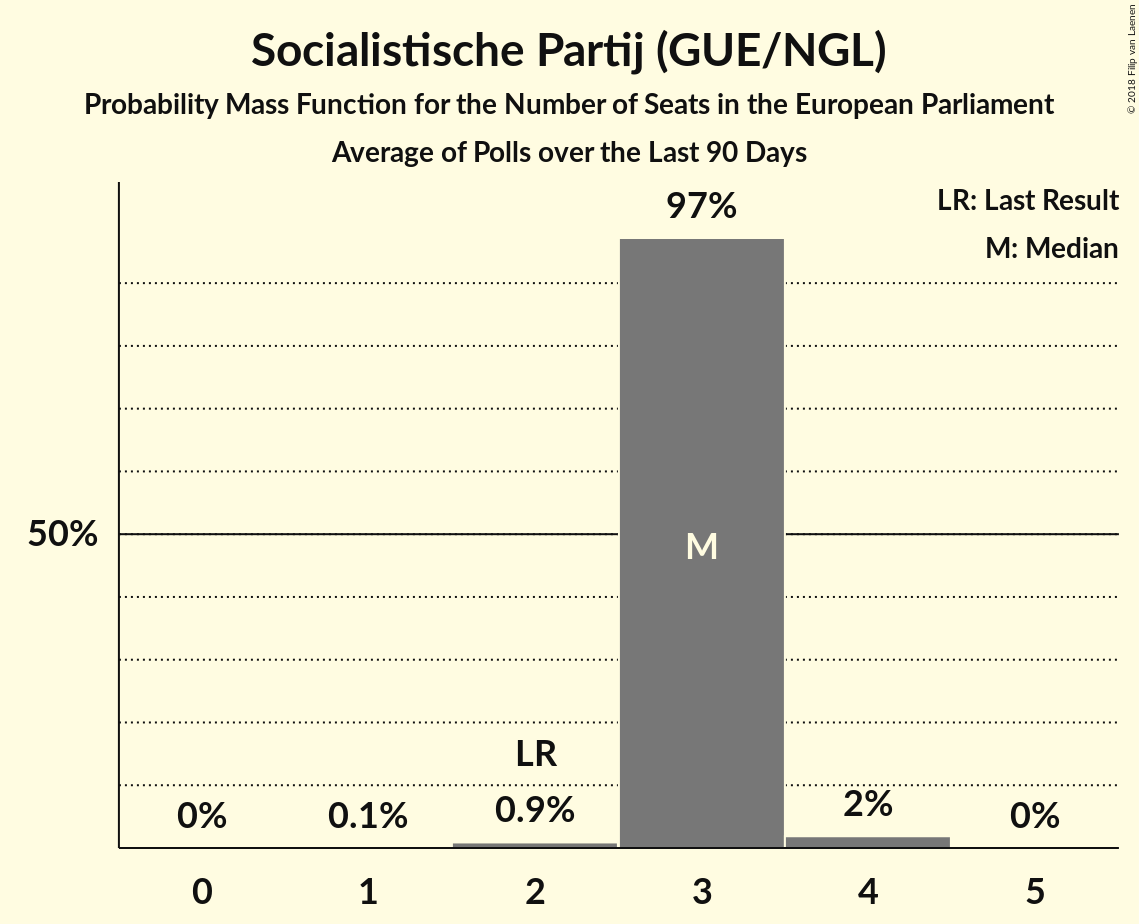 Socialistische Partij (GUE/NGL)
Probability Mass Function for the Number of Seats in the European Parliament
Average of Polls over the Last 90 Days
© 2018 Filip van Laenen
LR: Last Result
M: Median
97%
50%
M
LR
0%
0.1%
0.9%
2%
0%
0
1
2
3
4
5